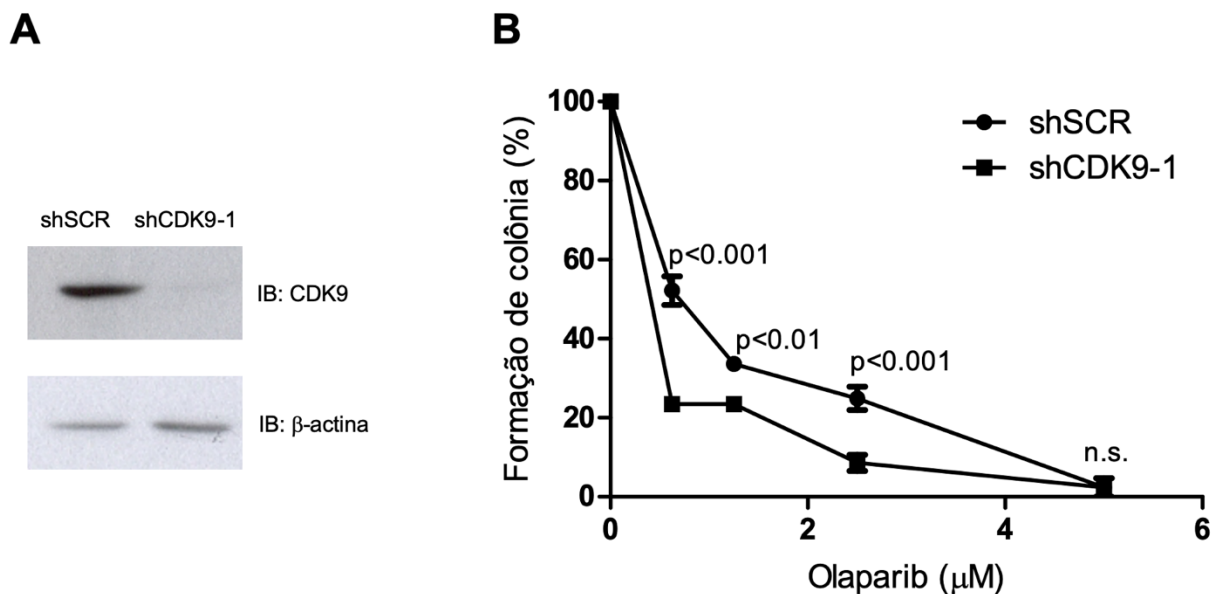 A
shSCR shCDK9-1
IB: CDK9
IB: β-actina
B
Formação de colônia (%)
100
80
60
40
20
0
shSCR
shCDK9-1
p<0.001
p<0.01
p<0.001
n.s.
0 2 4 6
Olaparib (μM)